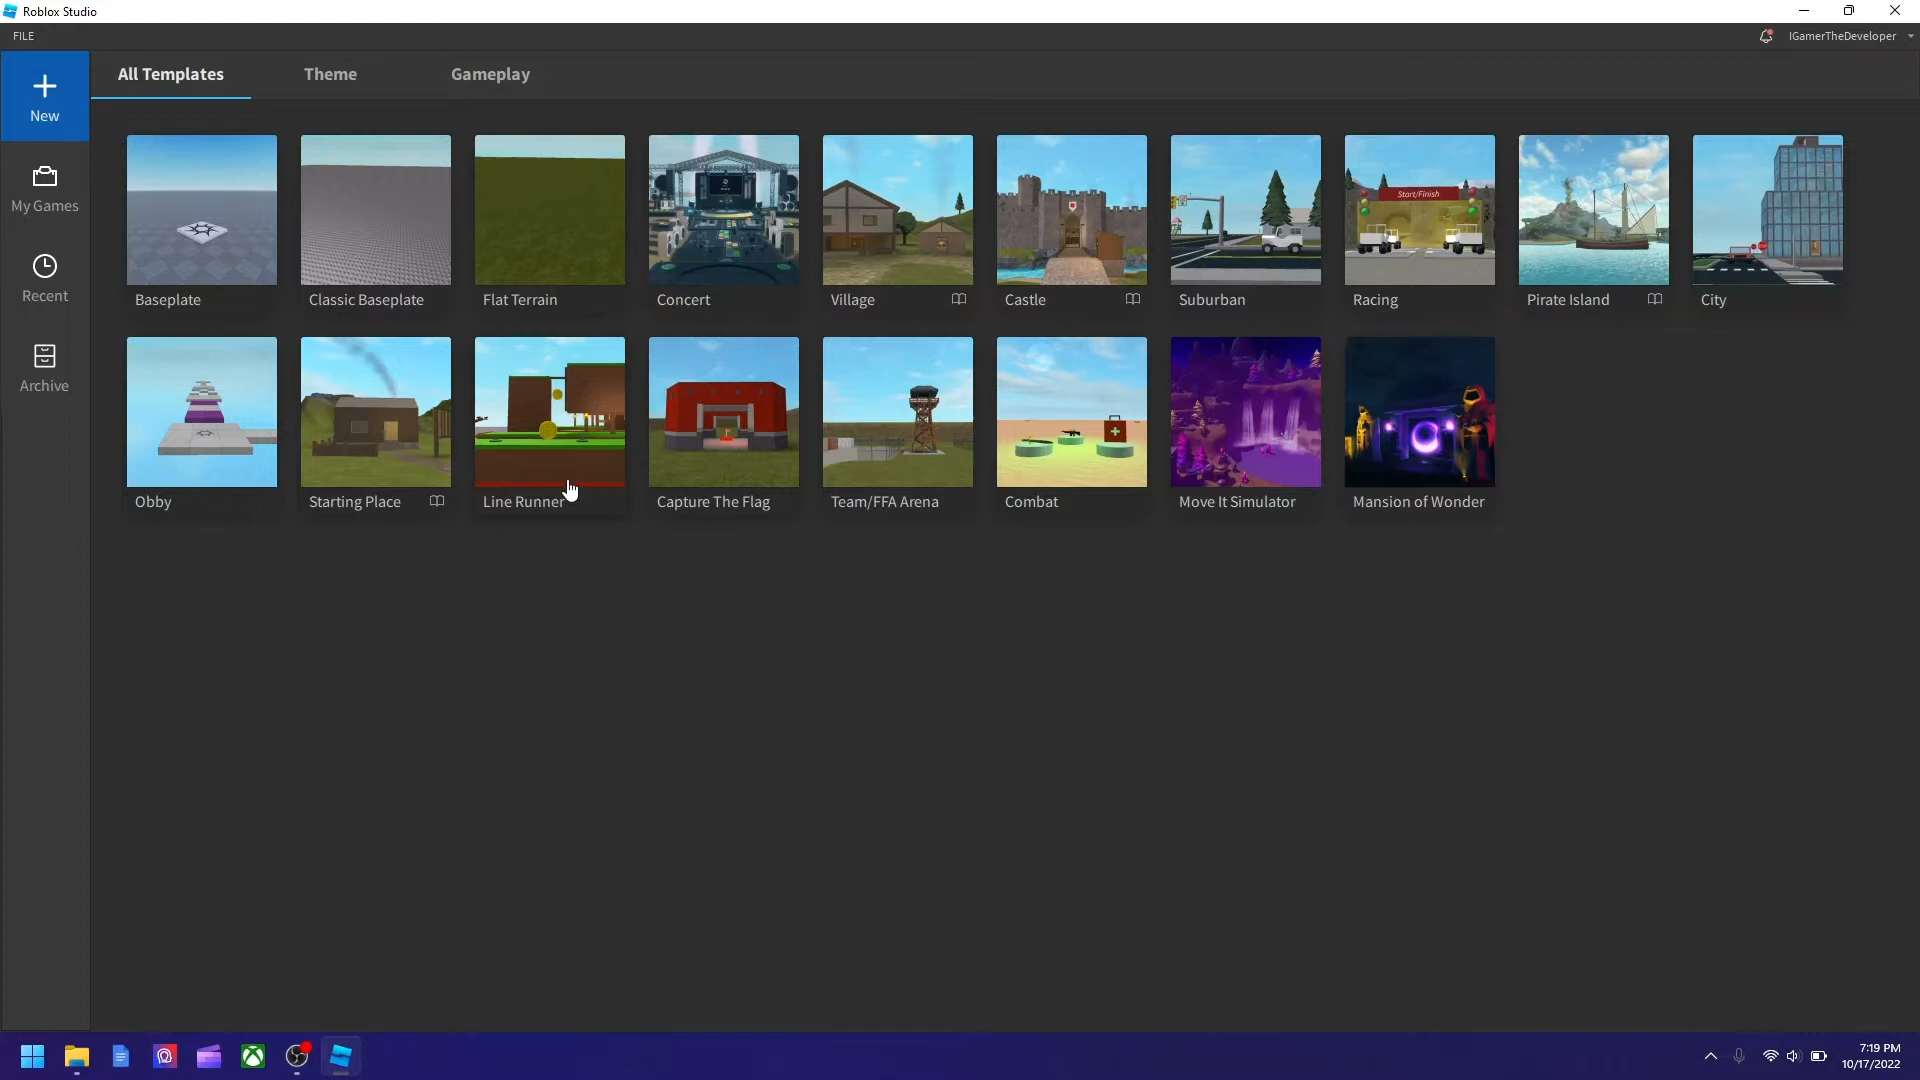 Roblox Studio
FILE
IGamerTheDeveloper
New
My Games
Recent
Archive
All Templates Theme Gameplay
Start/Finish
Baseplate Classic Baseplate Flat Terrain Concert Village Castle Suburban Racing Pirate Island City
Obby Starting Place Line Runner Capture The Flag Team/FFA Arena Combat Move It Simulator Mansion of Wonder
7:19 PM
10/17/2022